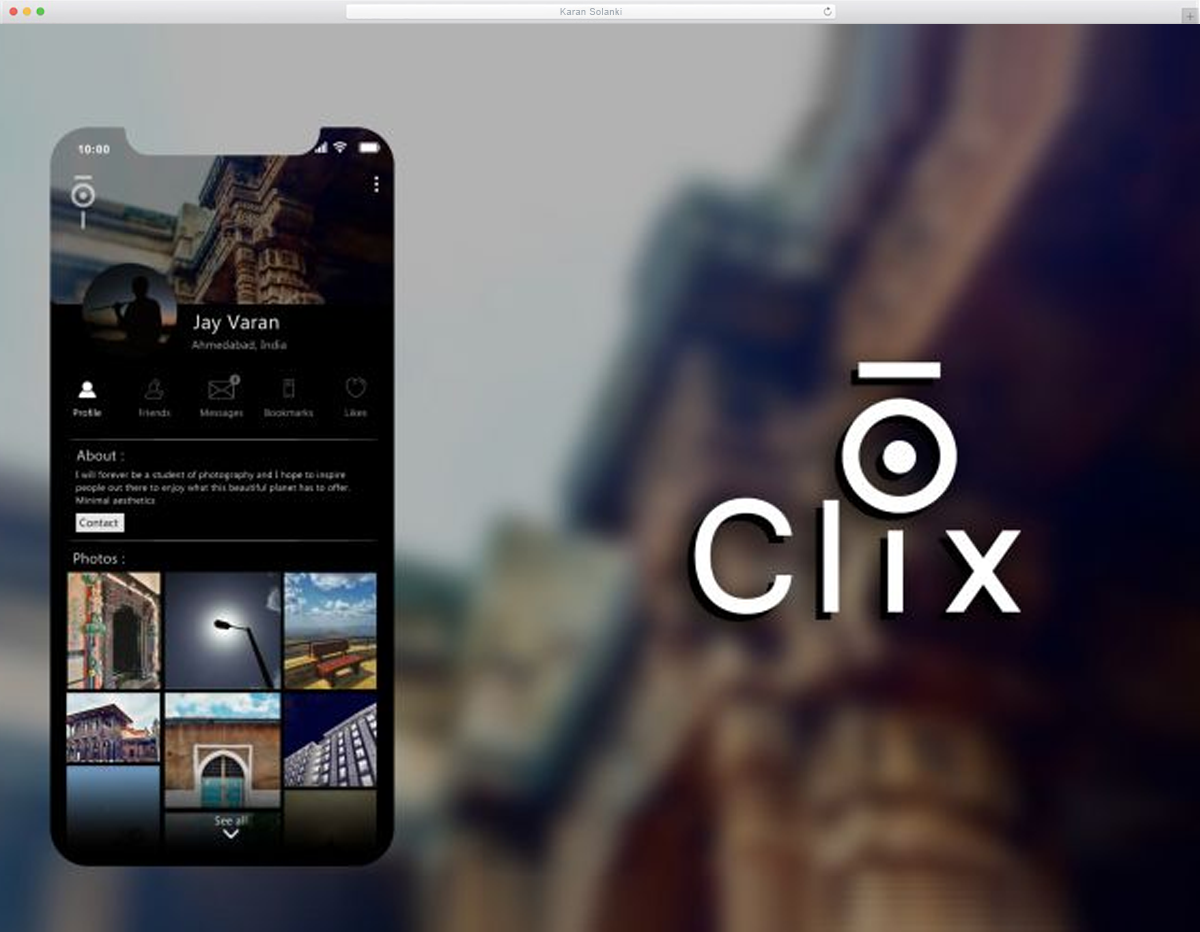 Karan Solanki
10:00
Jay Varan
Ahmedabad, India
Profile Friends Messages Bookmarks Likes
About :
I will forever be a student of photography and I hope to inspire
people out there to enjoy what this beautiful planet has to offer.
Minimal aesthetics
Contact
Photos :
See all
Clix